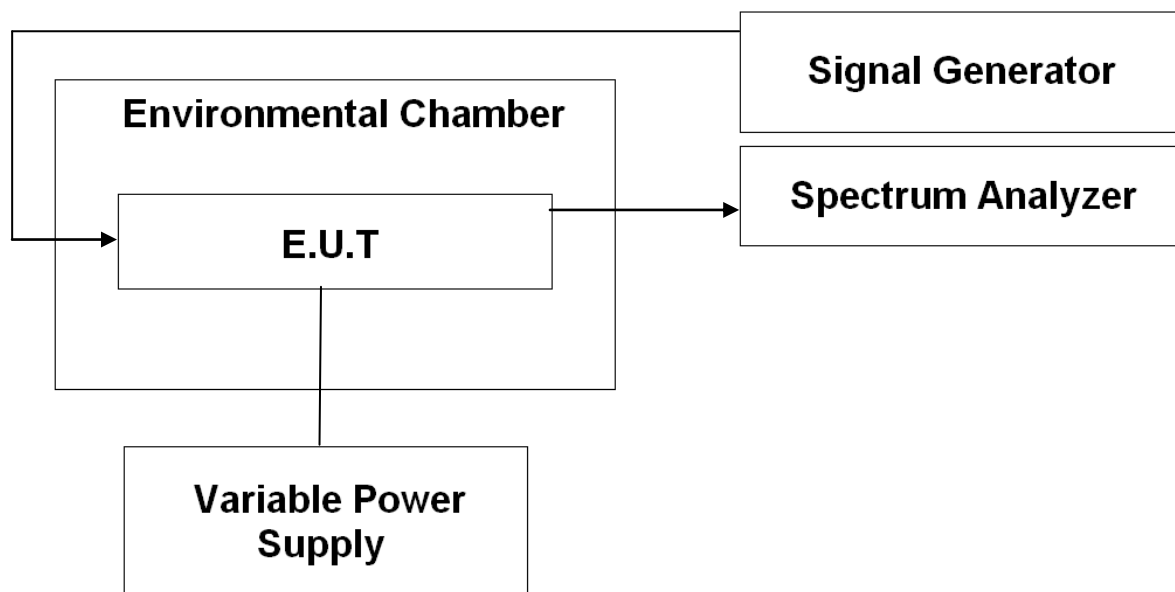 Signal Generator
Environmental Chamber
Spectrum Analyzer
E.U.T
Variable Power
Supply